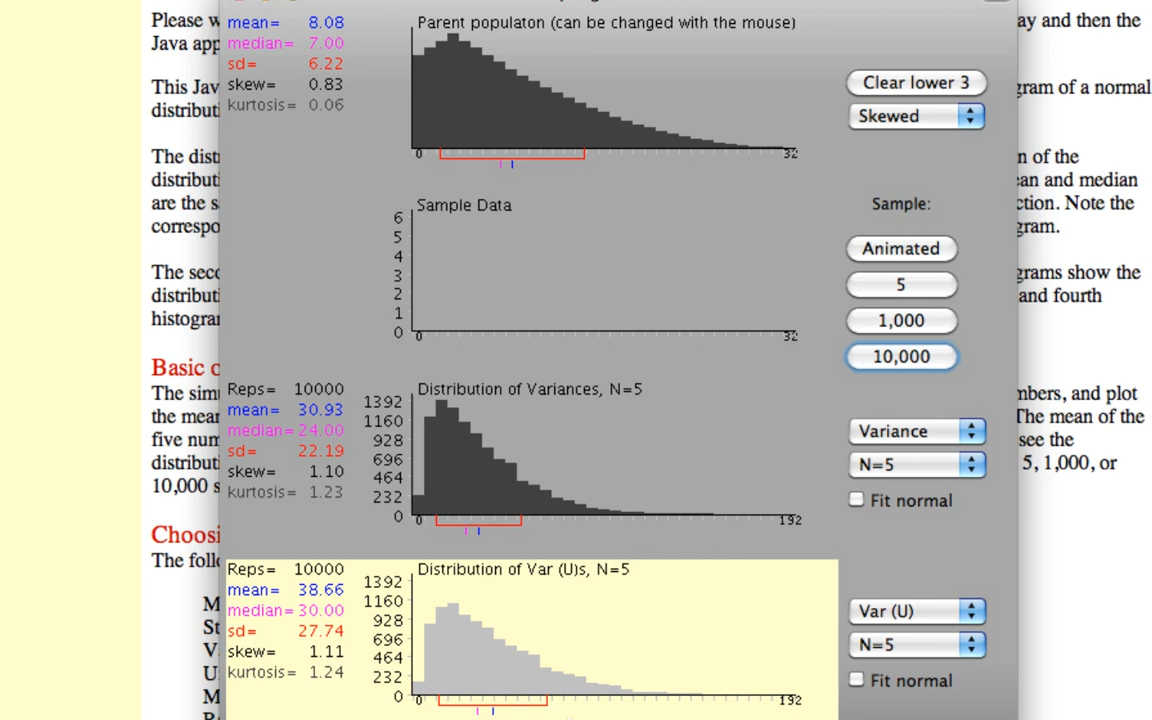 Please w
ay and then the
Java app
This Jav
gram of a normal
distributi
The distr
n of the
distributi
ean and median
are the s
ction. Note the
correspo
gram.
The seco
grams show the
distributi
and fourth
histogra
Basic o
The simu
mbers, and plot
the mea
The mean of the
five num
see the
distributi
5, 1,000, or
10,000 s
Choosi
The follo
M
St
V
U
M
mean= 8.08
median= 7.00
sd= 6.22
skew= 0.83
kurtosis= 0.06
Parent populaton (can be changed with the mouse)
0 32
Clear lower 3
Skewed
Sample Data
6
5
4
3
2
1
0
0 32
Sample:
Animated
5
1,000
10,000
Reps= 10000
mean= 30.93
median= 24.00
sd= 22.19
skew= 1.10
kurtosis= 1.23
Distribution of Variances, N=5
1392
1160
928
696
464
232
0
0 192
Variance
N=5
Fit normal
Reps= 10000
mean= 38.66
median= 30.00
sd= 27.74
skew= 1.11
kurtosis= 1.24
Distribution of Var (U)s, N=5
1392
1160
928
696
464
232
0
0 192
Var (U)
N=5
Fit normal